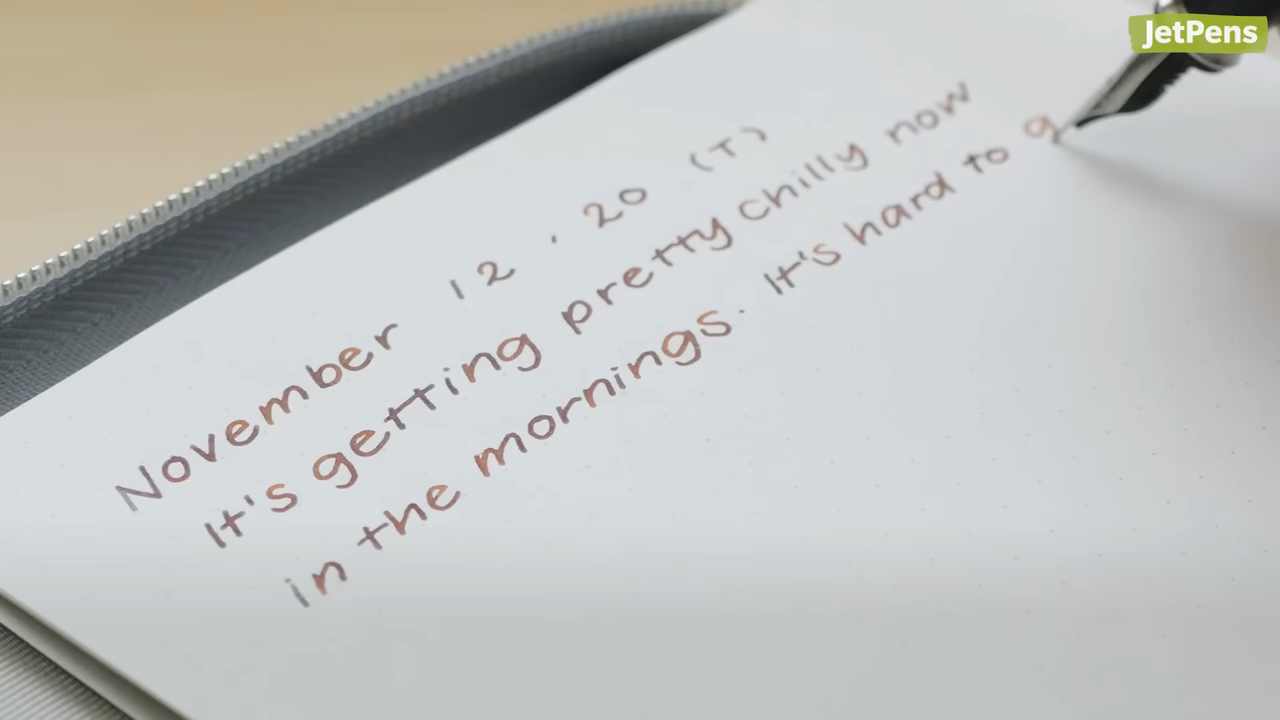 JetPens
November 12, 20 (T)
It's getting pretty chilly now
in the mornings. It's hard to g